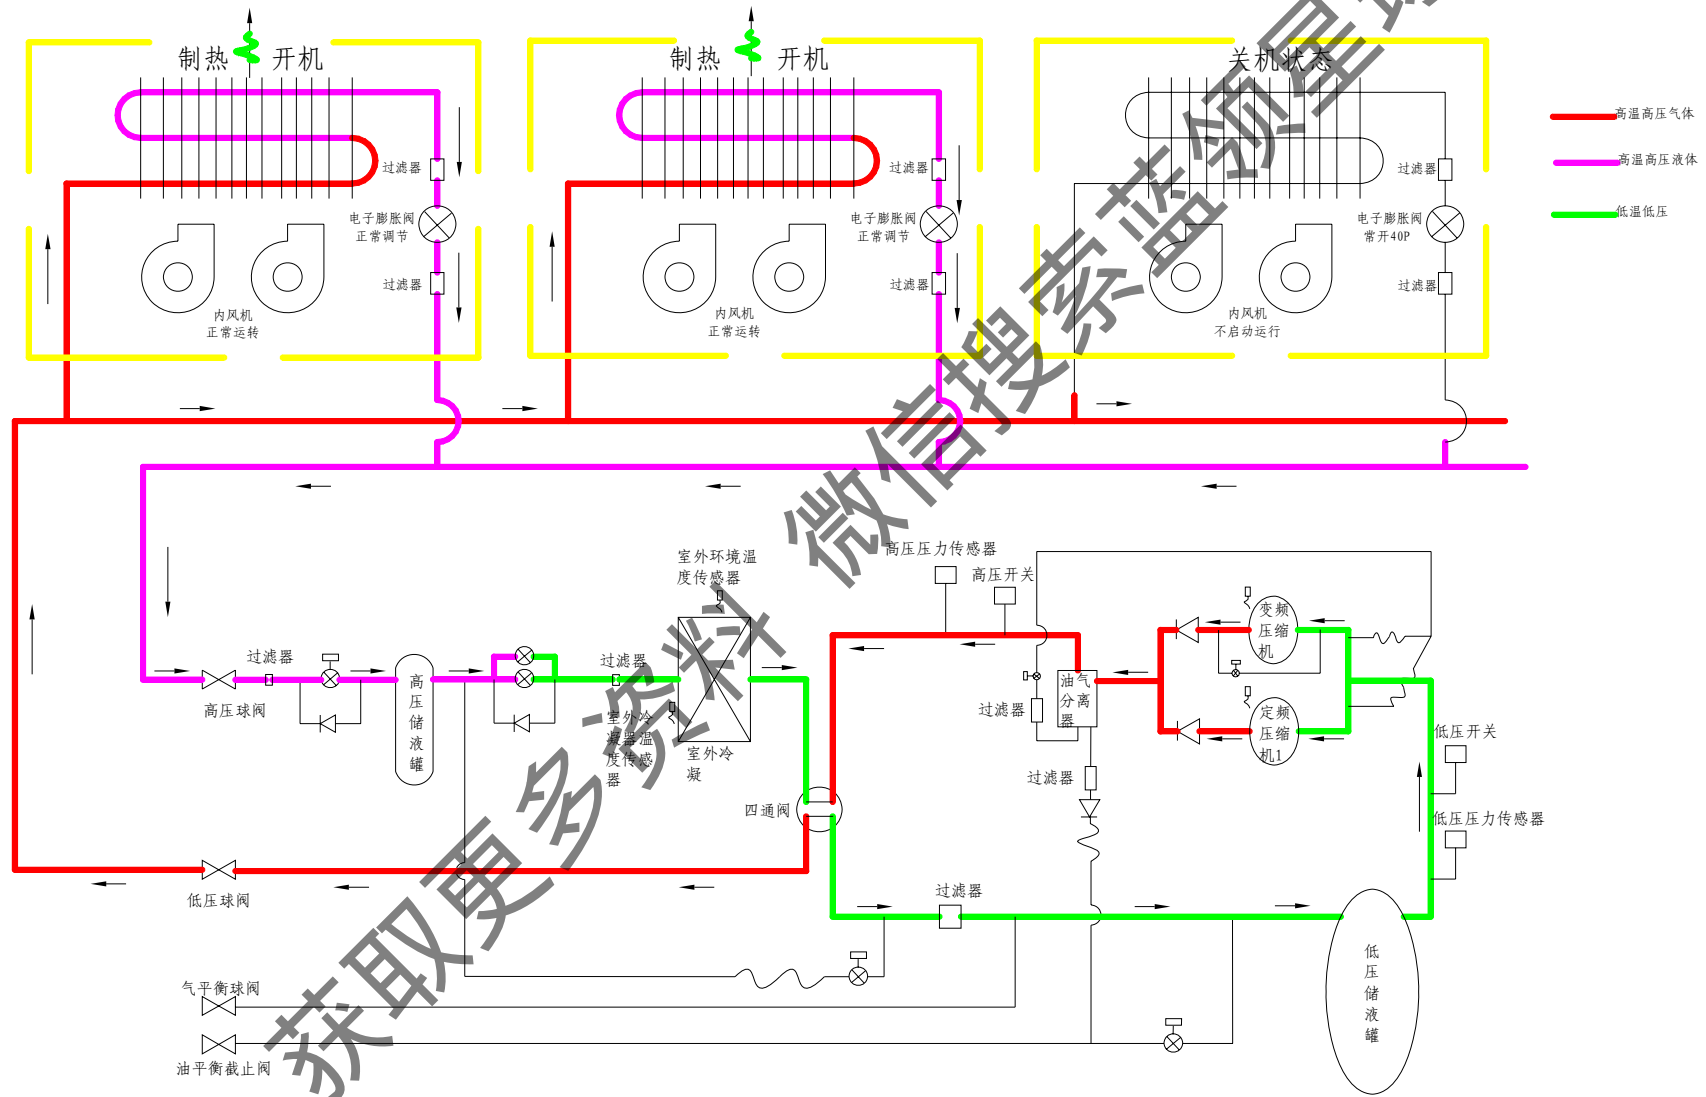 制热 开机
制热 开机
关机状态
高温高压气体
高温高压液体
低温低压
过滤器
过滤器
过滤器
电子膨胀阀
正常调节
电子膨胀阀
正常调节
电子膨胀阀
常开40P
过滤器
过滤器
过滤器
内风机
正常运转
内风机
正常运转
内风机
不启动运行
高压压力传感器
高压开关
室外环境温
度传感器
变频
压缩
机
过滤器
过滤器
高压球阀
高
压
储
液
罐
油气
分离
器
过滤器
定频
压缩
机1
室外冷
凝器温
度传感
器
室外冷
凝
低压开关
过滤器
四通阀
低压压力传感器
低压球阀
过滤器
低
压
储
液
罐
气平衡球阀
油平衡截止阀
获取更多资料 微信搜索蓝领星球